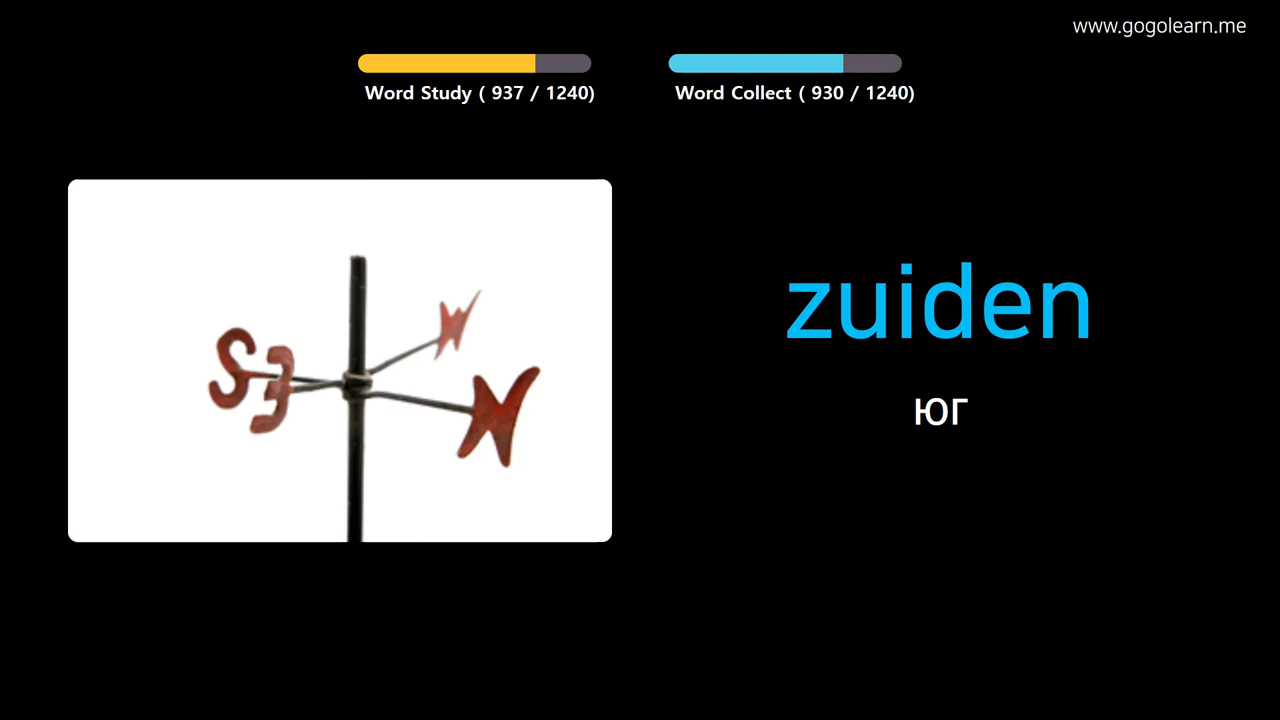 www.gogolearn.me
Word Study ( 937 / 1240)
Word Collect ( 930 / 1240)
zuiden
юг
S
E
N